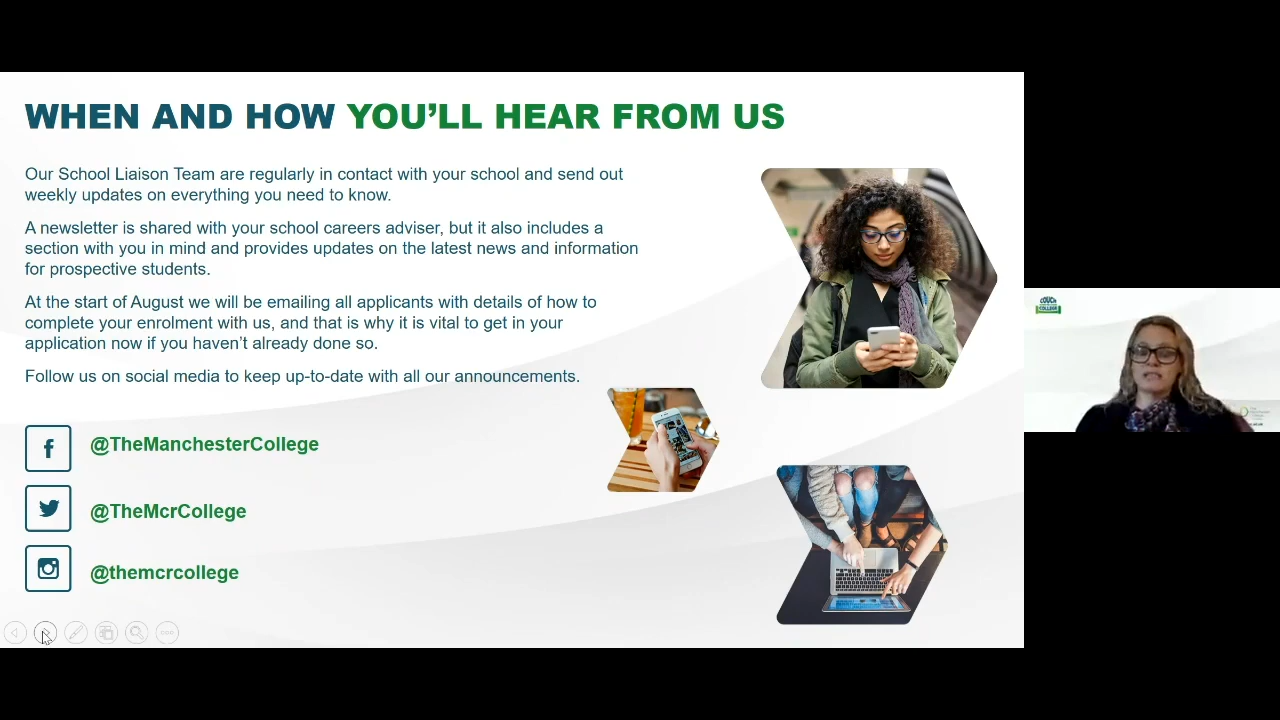 WHEN AND HOW YOU'LL HEAR FROM US
Our School Liaison Team are regularly in contact with your school and send out
weekly updates on everything you need to know.
A newsletter is shared with your school careers adviser, but it also includes a
section with you in mind and provides updates on the latest news and information
for prospective students.
At the start of August we will be emailing all applicants with details of how to
complete your enrolment with us, and that is why it is vital to get in your
application now if you haven't already done so.
Follow us on social media to keep up-to-date with all our announcements.
@TheManchesterCollege
@TheMcrCollege
@themcrcollege
COUCH
COLLEGE